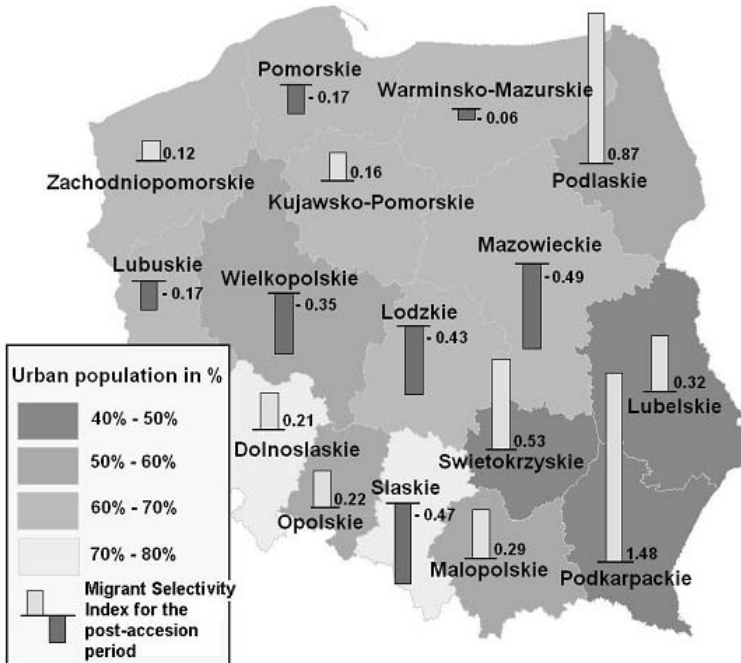 Pomorskie
- 0.17
Warminsko-Mazurskie
- 0.06
0.12
Zachodniopomorskie
0.16
Kujawsko-Pomorskie
0.87
Podlaskie
Mazowieckie
- 0.49
Lubuskie
- 0.17
Wielkopolskie
- 0.35
Lodzkie
- 0.43
0.32
Lubelskie
0.21
Dolnoslaskie
0.53
Swietokrzyskie
0.22
Opolskie
Slaskie
- 0.47
0.29
Malopolskie
1.48
Podkarpackie
Urban population in %
40% - 50%
50% - 60%
60% - 70%
70% - 80%
Migrant Selectivity
Index for the
post-accesion
period